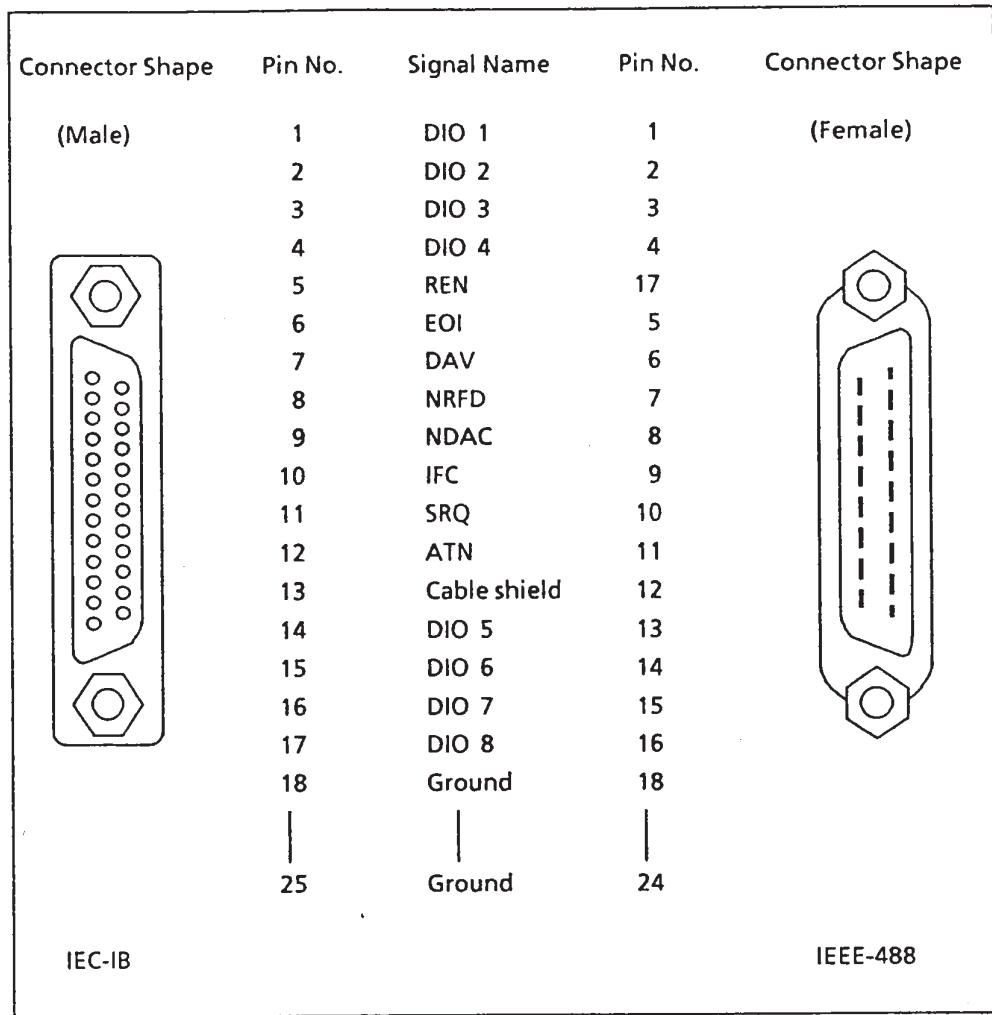 Connector Shape Pin No. Signal Name Pin No. Connector Shape
(Male) 1 DIO 1 1 (Female)
2 DIO 2 2
3 DIO 3 3
4 DIO 4 4
5 REN 17
6 EOI 5
7 DAV 6
8 NRFD 7
9 NDAC 8
10 IFC 9
11 SRQ 10
12 ATN 11
13 Cable shield 12
14 DIO 5 13
15 DIO 6 14
16 DIO 7 15
17 DIO 8 16
18 Ground 18
25 Ground 24
IEC-IB IEEE-488